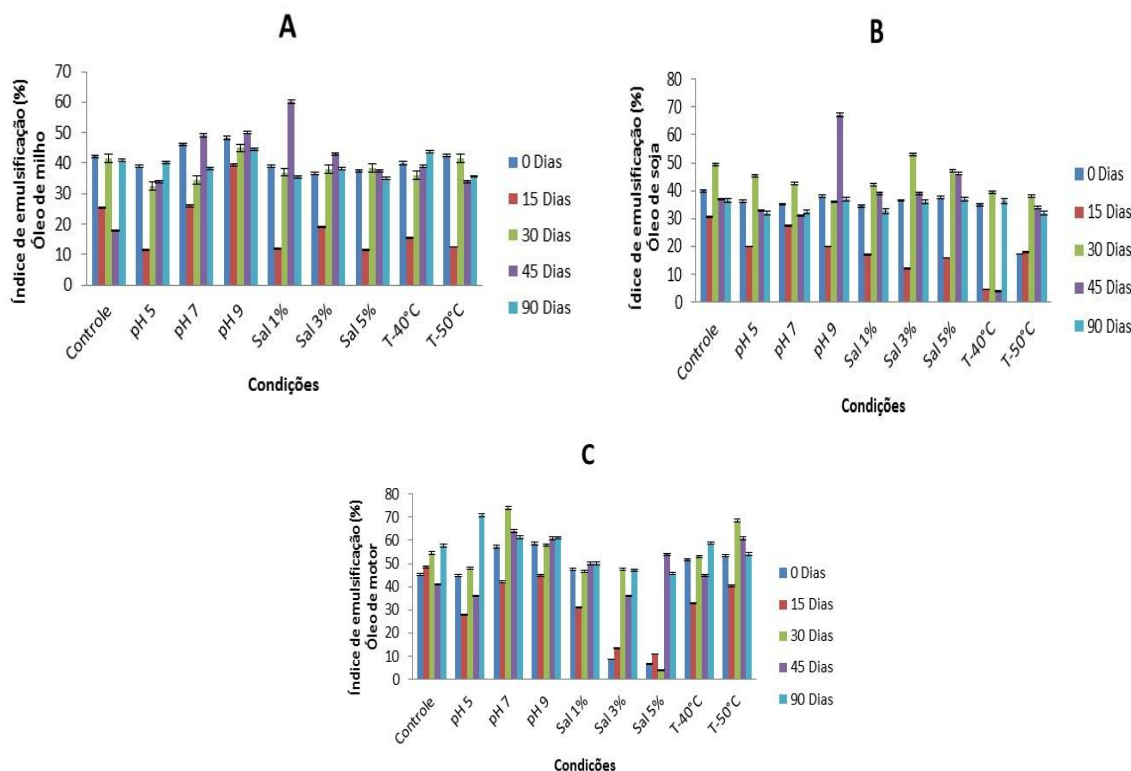 A
Índice de emulsificação (%)
Óleo de milho
70
60
50
40
30
20
10
0
Controle
pH 5
pH 7
pH 9
Sal 1%
Sal 3%
Sal 5%
T-40°C
T-50°C
Condições
0 Dias
15 Dias
30 Dias
45 Dias
90 Dias
B
Ídice de emulsificação (%)
Óleo de soja
80
70
60
50
40
30
20
10
0
Controle
pH 5
pH 7
pH 9
Sal 1%
Sal 3%
Sal 5%
T-40°C
T-50°C
Condições
0 Dias
15 Dias
30 Dias
45 Dias
90 Dias
C
Índice de emulsificação (%)
Óleo de motor
80
70
60
50
40
30
20
10
0
Controle
pH 5
pH 7
pH 9
Sal 1%
Sal 3%
Sal 5%
T-40°C
T-50°C
Condições
0 Dias
15 Dias
30 Dias
45 Dias
90 Dias